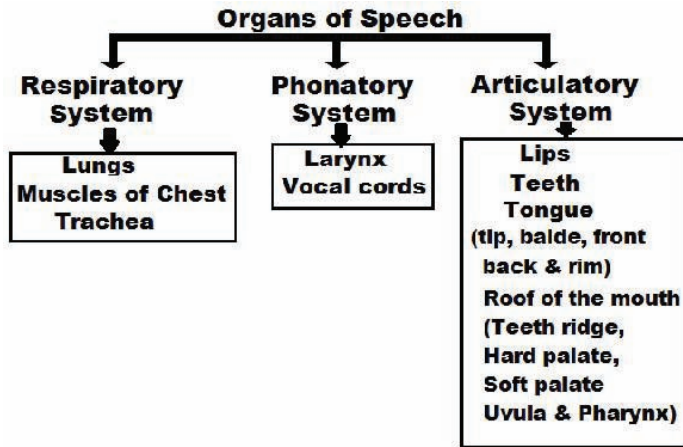 Organs of Speech
Respiratory
System
Lungs
Muscles of Chest
Trachea
Phonatory
System
Larynx
Vocal cords
Articulatory
System
Lips
Teeth
Tongue
(tip, balde, front
back & rim)
Roof of the mouth
(Teeth ridge,
Hard palate,
Soft palate
Uvula & Pharynx)